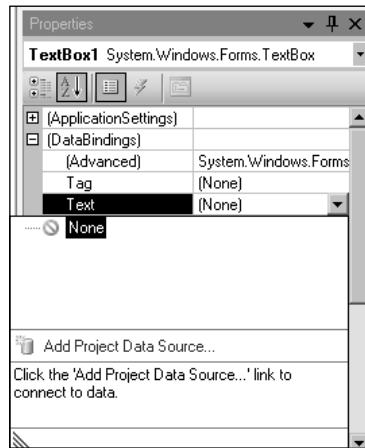 Properties
TextBox1 System.Windows.Forms.TextBox
(ApplicationSettings)
(DataBindings)
(Advanced) System.Windows.Forms
Tag (None)
Text (None)
None
Add Project Data Source...
Click the 'Add Project Data Source...' link to
connect to data.